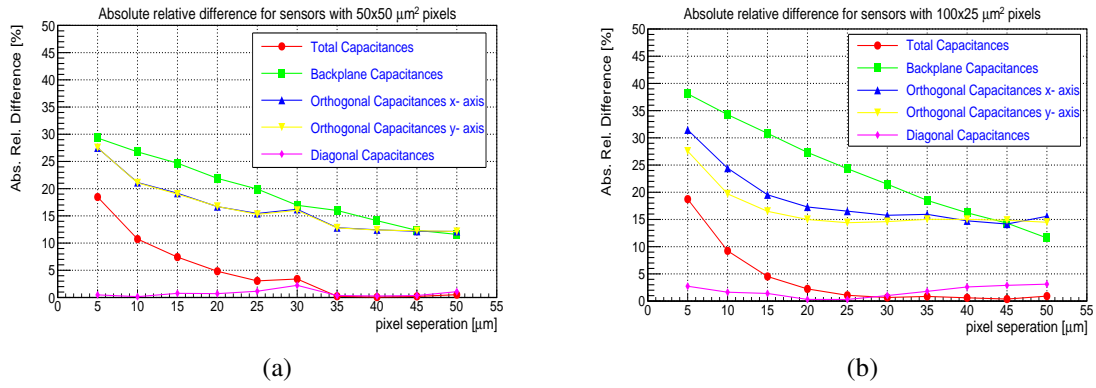 Absolute relative difference for sensors with 50x50 μm² pixels
Abs. Rel. Difference [%]
50
45
40
35
30
25
20
15
10
5
0
Total Capacitances
Backplane Capacitances
Orthogonal Capacitances x- axis
Orthogonal Capacitances y- axis
Diagonal Capacitances
0 5 10 15 20 25 30 35 40 45 50 55
pixel seperation [μm]
(a)
Absolute relative difference for sensors with 100x25 μm² pixels
Abs. Rel. Difference [%]
50
45
40
35
30
25
20
15
10
5
0
Total Capacitances
Backplane Capacitances
Orthogonal Capacitances x- axis
Orthogonal Capacitances y- axis
Diagonal Capacitances
0 5 10 15 20 25 30 35 40 45 50 55
pixel seperation [μm]
(b)